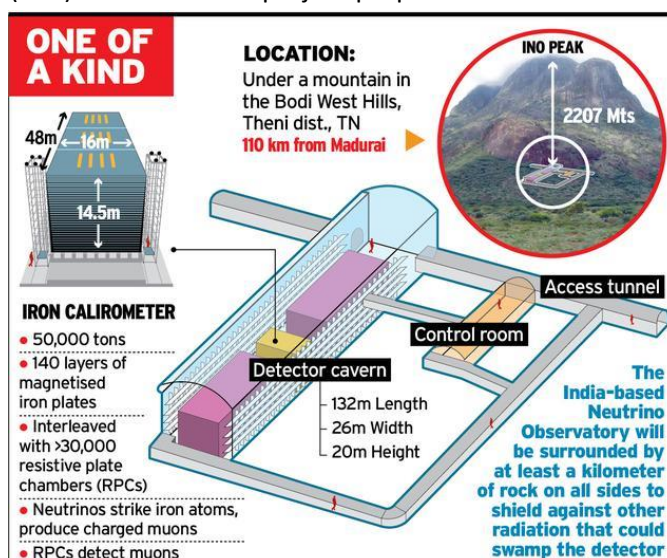 ONE OF
A KIND
LOCATION:
Under a mountain in
the Bodi West Hills,
Theni dist., TN
110 km from Madurai
INO PEAK
2207 Mts
48m
16m
14.5m
IRON CALIROMETER
• 50,000 tons
• 140 layers of
magnetised
iron plates
• Interleaved
with >30,000
resistive plate
chambers (RPCs)
• Neutrinos strike iron atoms,
produce charged muons
• RPCs detect muons
Access tunnel
Control room
Detector cavern
132m Length
26m Width
20m Height
The
India-based
Neutrino
Observatory will
be surrounded by
at least a kilometer
of rock on all sides to
shield against other
radiation that could
swamp the detector